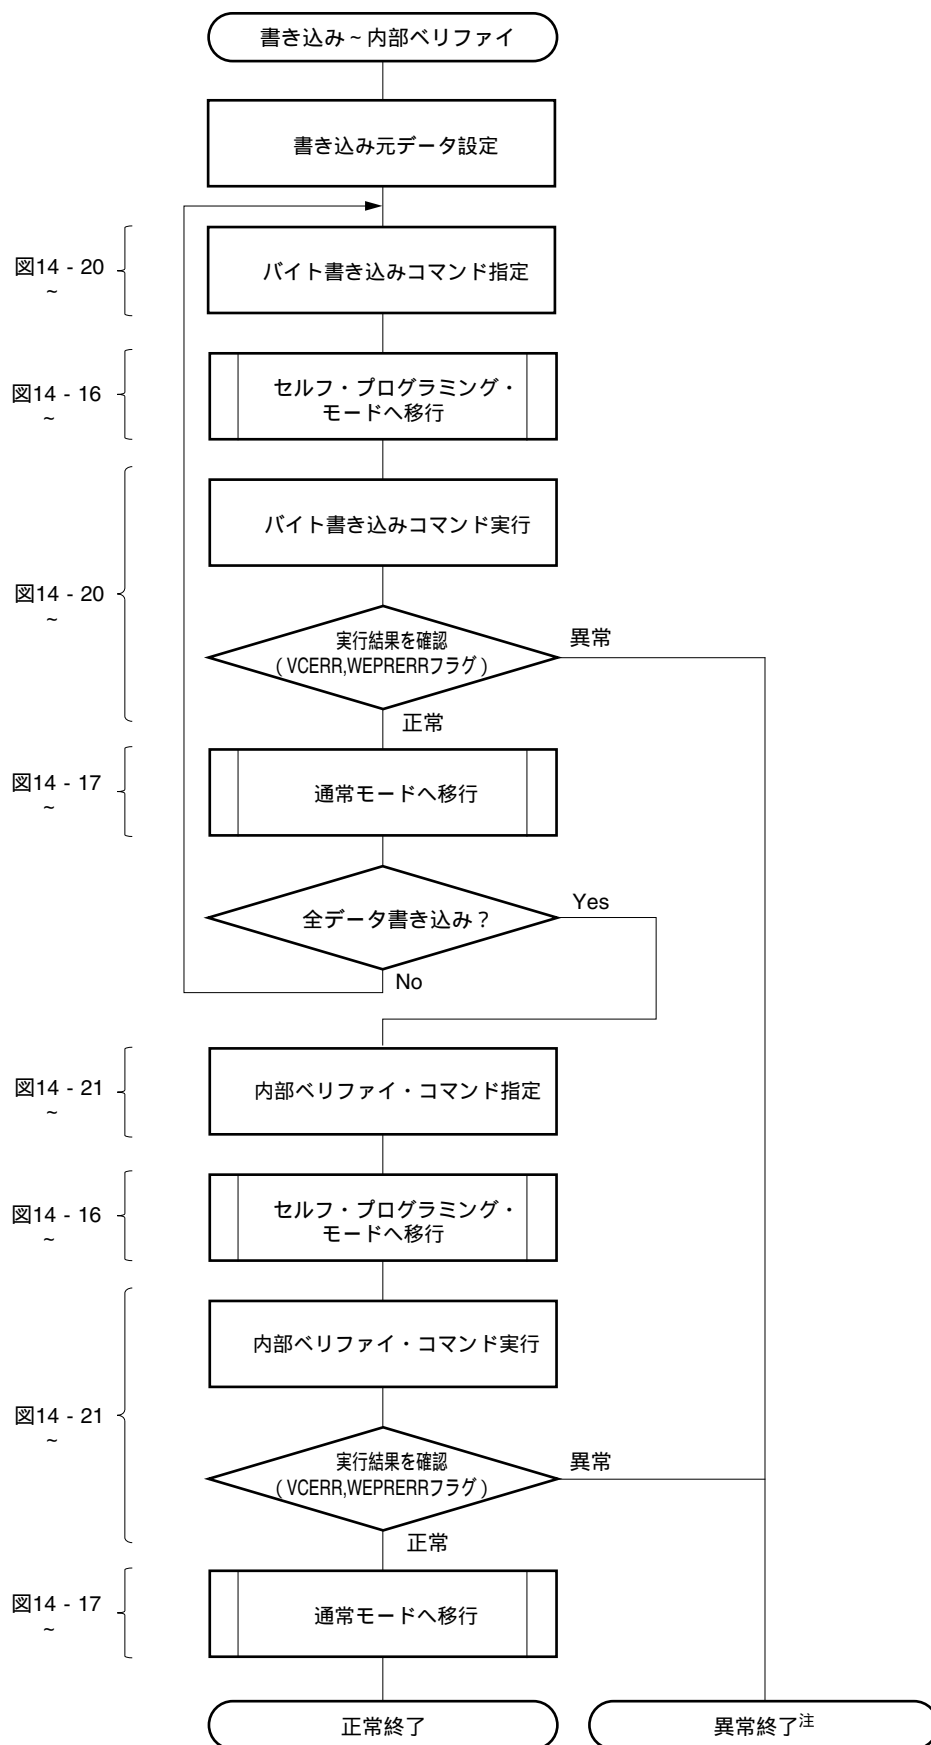 書き込み～内部ベリファイ
書き込み元データ設定
図14 - 20
～
バイト書き込みコマンド指定
図14 - 16
～
セルフ・プログラミング・
モードへ移行
バイト書き込みコマンド実行
図14 - 20
～
実行結果を確認
（VCERR,WEPRERRフラグ）
異常
正常
図14 - 17
～
通常モードへ移行
全データ書き込み？
Yes
No
図14 - 21
～
内部ベリファイ・コマンド指定
図14 - 16
～
セルフ・プログラミング・
モードへ移行
内部ベリファイ・コマンド実行
図14 - 21
～
実行結果を確認
（VCERR,WEPRERRフラグ）
異常
正常
図14 - 17
～
通常モードへ移行
正常終了
異常終了注